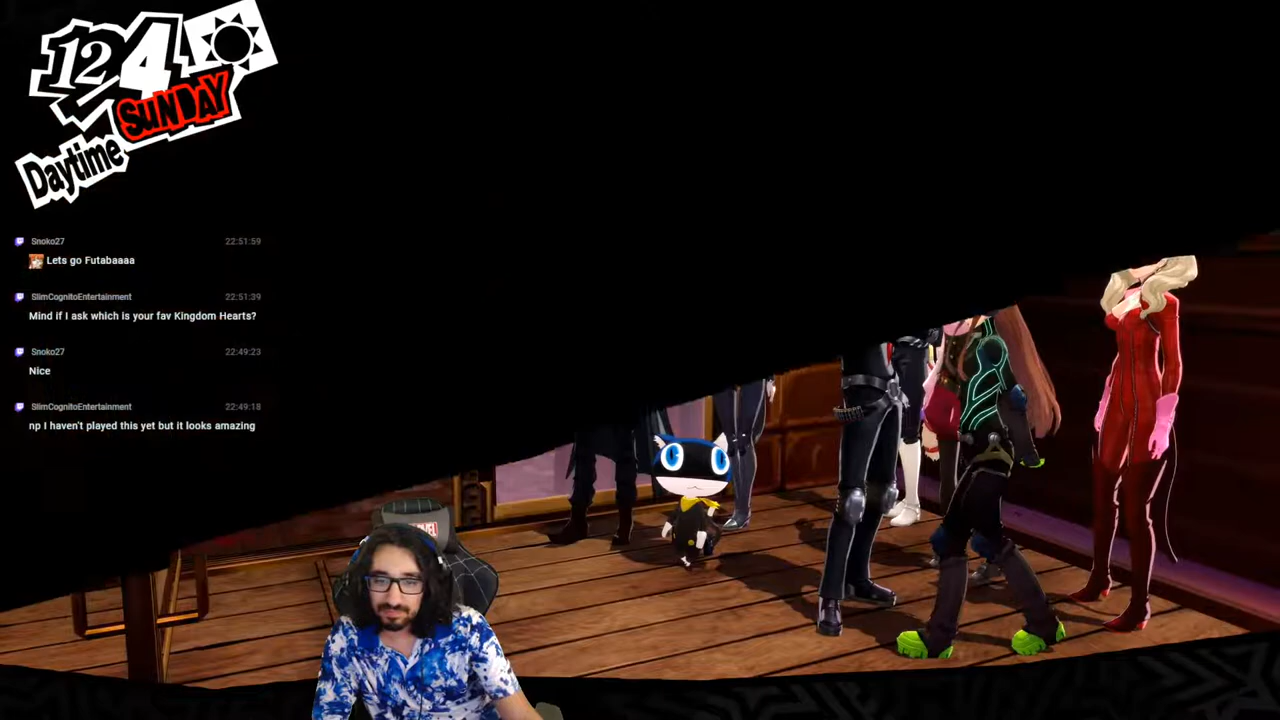 12 4
SUNDAY
Daytime
Snoko27 22:51:59
Lets go Futabaaaa
SlimCognitoEntertainment 22:51:39
Mind if I ask which is your fav Kingdom Hearts?
Snoko27 22:49:23
Nice
SlimCognitoEntertainment 22:49:18
np I haven't played this yet but it looks amazing